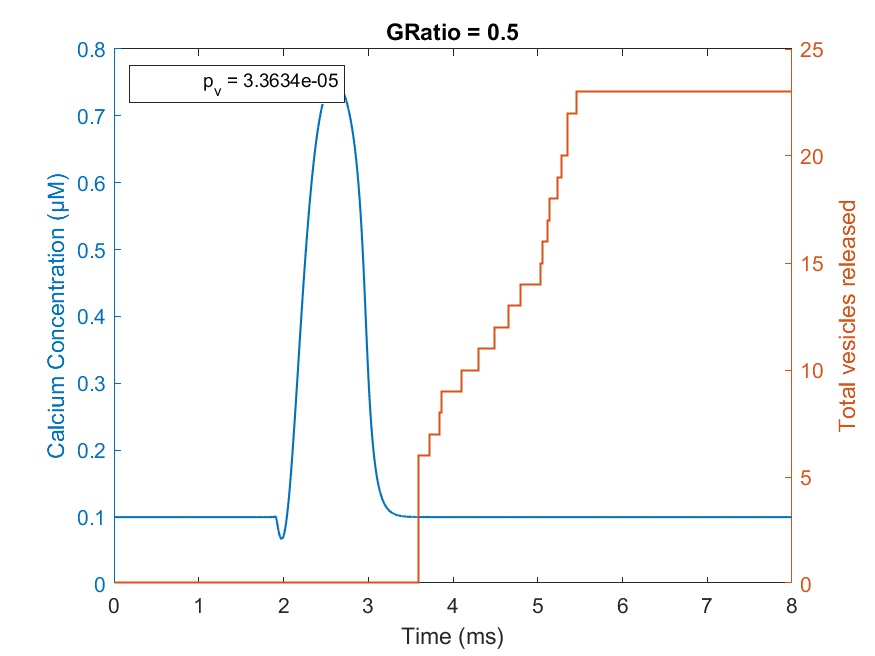 GRatio = 0.5
p_v = 3.3634e-05
0.8
0.7
0.6
0.5
0.4
0.3
0.2
0.1
0
Calcium Concentration (μM)
25
20
15
10
5
0
Total vesicles released
0 1 2 3 4 5 6 7 8
Time (ms)